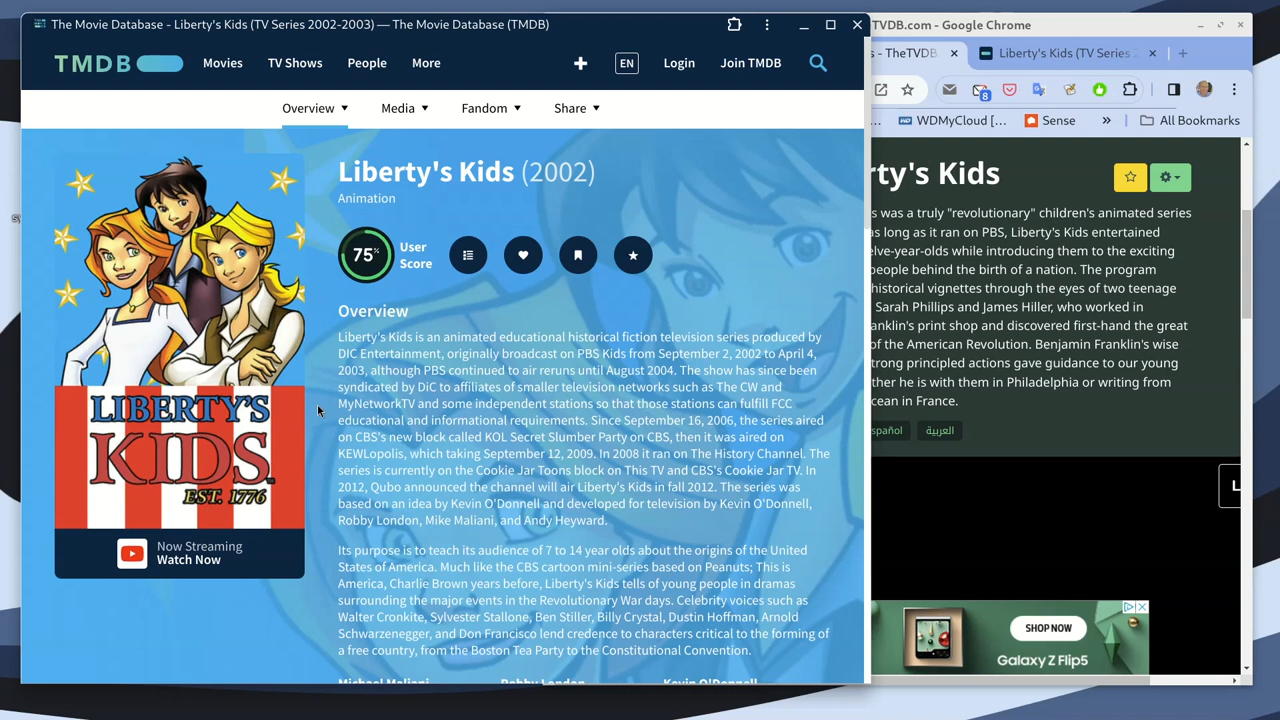 The Movie Database - Liberty's Kids (TV Series 2002-2003) — The Movie Database (TMDB)
TMDB
Movies
TV Shows
People
More
EN
Login
Join TMDB
Overview
Media
Fandom
Share
Liberty's Kids (2002)
Animation
75%
User
Score
Overview
Liberty's Kids is an animated educational historical fiction television series produced by
DIC Entertainment, originally broadcast on PBS Kids from September 2, 2002 to April 4,
2003, although PBS continued to air reruns until August 2004. The show has since been
syndicated by DiC to affiliates of smaller television networks such as The CW and
MyNetworkTV and some independent stations so that those stations can fulfill FCC
educational and informational requirements. Since September 16, 2006, the series aired
on CBS's new block called KOL Secret Slumber Party on CBS, then it was aired on
KEWLopolis, which taking September 12, 2009. In 2008 it ran on The History Channel. The
series is currently on the Cookie Jar Toons block on This TV and CBS's Cookie Jar TV. In
2012, Qubo announced the channel will air Liberty's Kids in fall 2012. The series was
based on an idea by Kevin O'Donnell and developed for television by Kevin O'Donnell,
Robby London, Mike Maliani, and Andy Heyward.
Its purpose is to teach its audience of 7 to 14 year olds about the origins of the United
States of America. Much like the CBS cartoon mini-series based on Peanuts; This is
America, Charlie Brown years before, Liberty's Kids tells of young people in dramas
surrounding the major events in the Revolutionary War days. Celebrity voices such as
Walter Cronkite, Sylvester Stallone, Ben Stiller, Billy Crystal, Dustin Hoffman, Arnold
Schwarzenegger, and Don Francisco lend credence to characters critical to the forming of
a free country, from the Boston Tea Party to the Constitutional Convention.
Michael Maliani
Robby London
Kevin O'Donnell
LIBERTY'S
KIDS
EST. 1776
Now Streaming
Watch Now
TVDB.com - Google Chrome
s - TheTVDB
Liberty's Kids (TV Series 2
8
WDMyCloud [...
Sense
»
All Bookmarks
rty's Kids
s was a truly "revolutionary" children's animated series
as long as it ran on PBS, Liberty's Kids entertained
elve-year-olds while introducing them to the exciting
people behind the birth of a nation. The program
historical vignettes through the eyes of two teenage
Sarah Phillips and James Hiller, who worked in
anklin's print shop and discovered first-hand the great
of the American Revolution. Benjamin Franklin's wise
strong principled actions gave guidance to our young
ther he is with them in Philadelphia or writing from
cean in France.
spañol
العربية
L
SHOP NOW
Galaxy Z Flip5